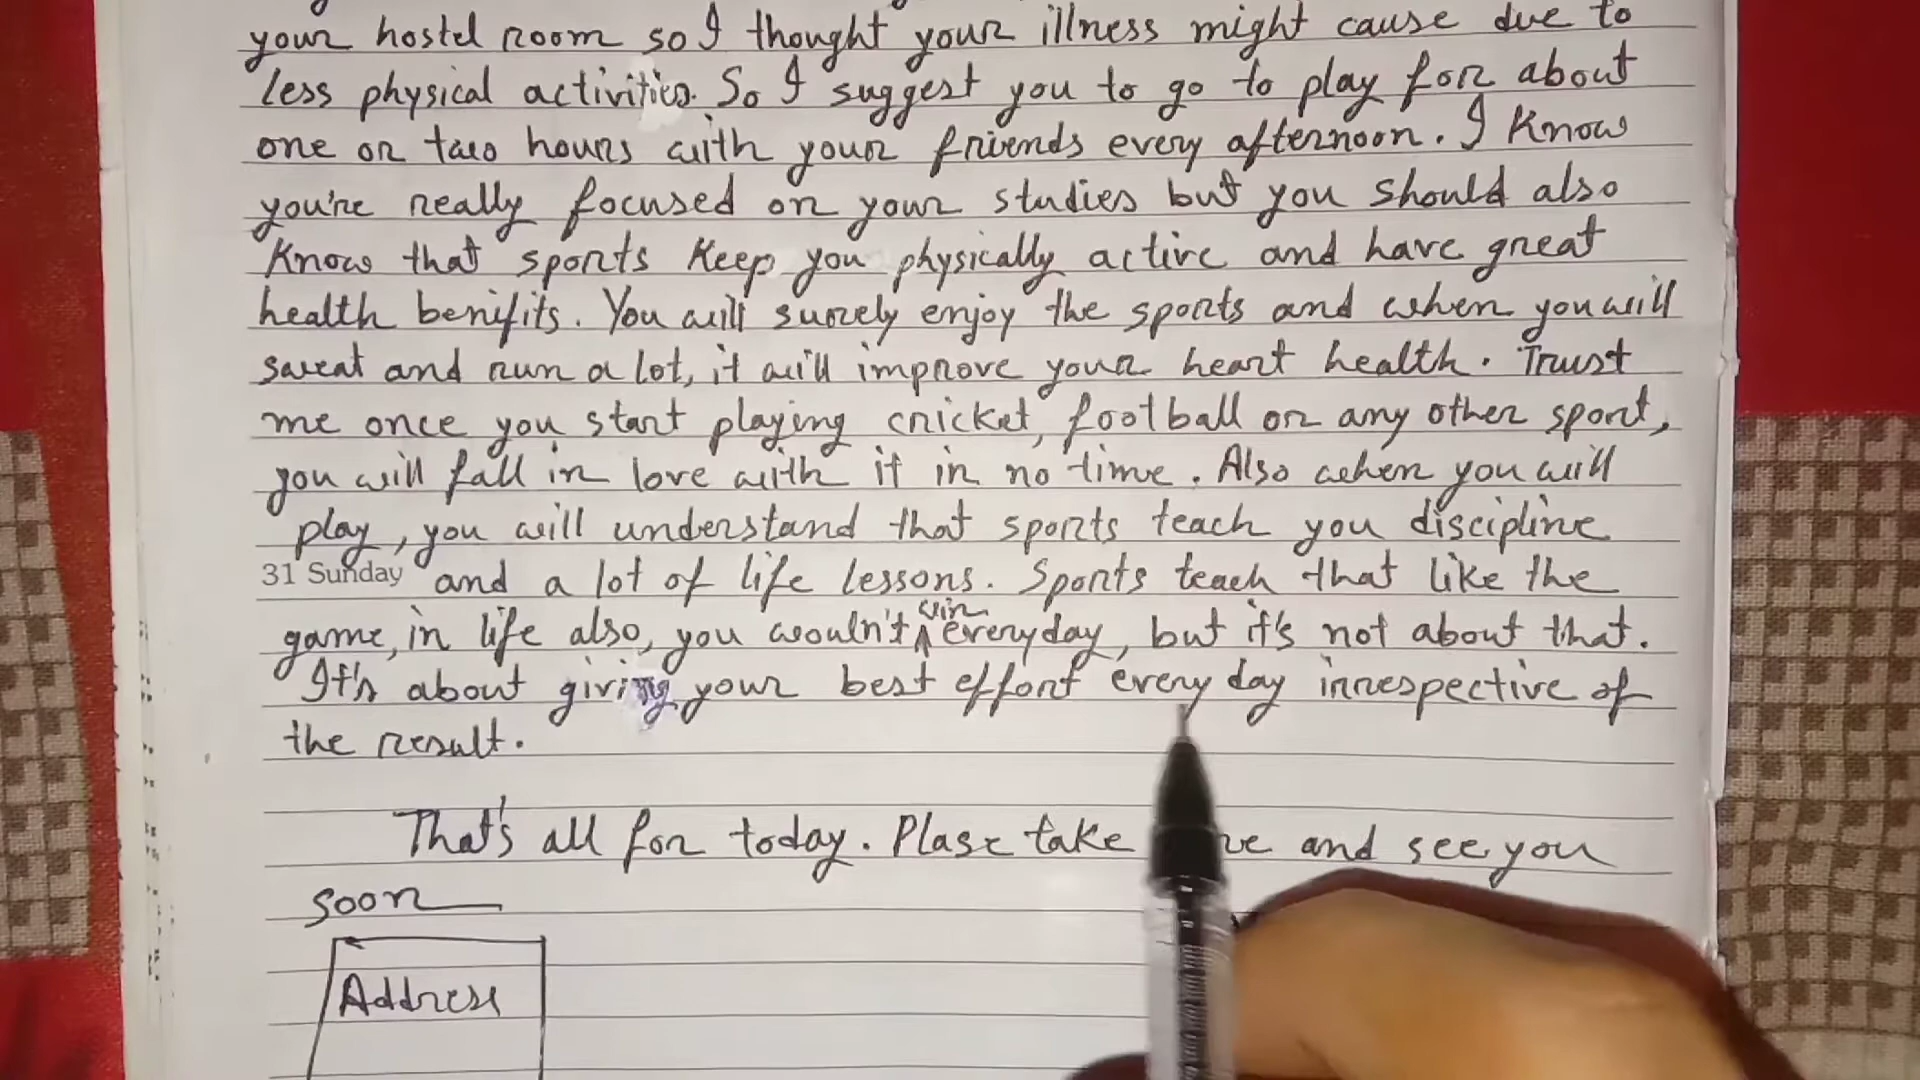 your hostel room so I thought your illness might cause due to
less physical activities. So I suggest you to go to play for about
one or two hours with your friends every afternoon. I know
you're really focused on your studies but you should also
know that sports keep you physically active and have great
health benifits. You will surely enjoy the sports and when you will
sweat and run a lot, it will improve your heart health. Trust
me once you start playing cricket, football or any other sport,
you will fall in love with it in no time. Also when you will
play, you will understand that sports teach you discipline
31 Sunday and a lot of life lessons. Sports teach that like the
game, in life also, you wouln't win everyday, but it's not about that.
It's about giving your best effort every day irrespective of
the result.
That's all for today. Plase take and see you
soon
Address